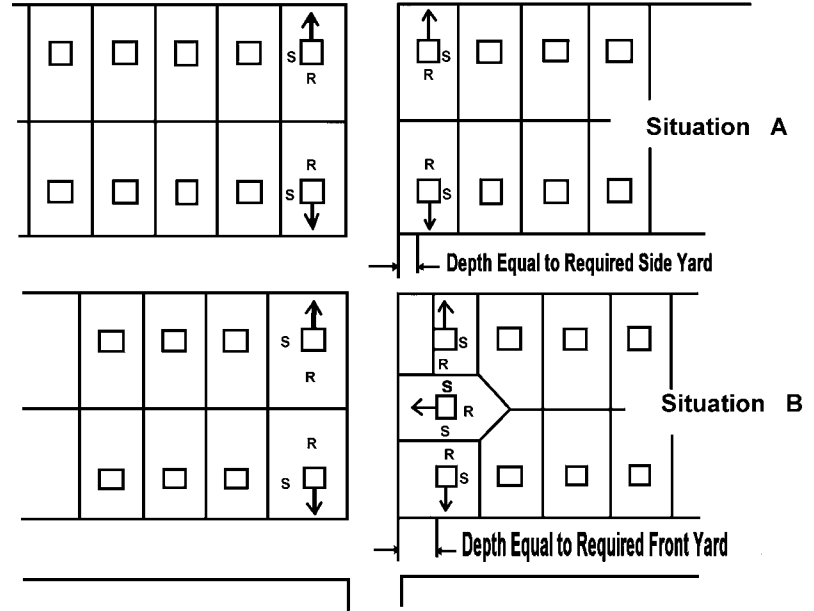 S
S
R
R
Situation A
R
R
S
S
Depth Equal to Required Side Yard
S
S
R
R
S
S
R
Situation B
R
S
R
S
S
Depth Equal to Required Front Yard